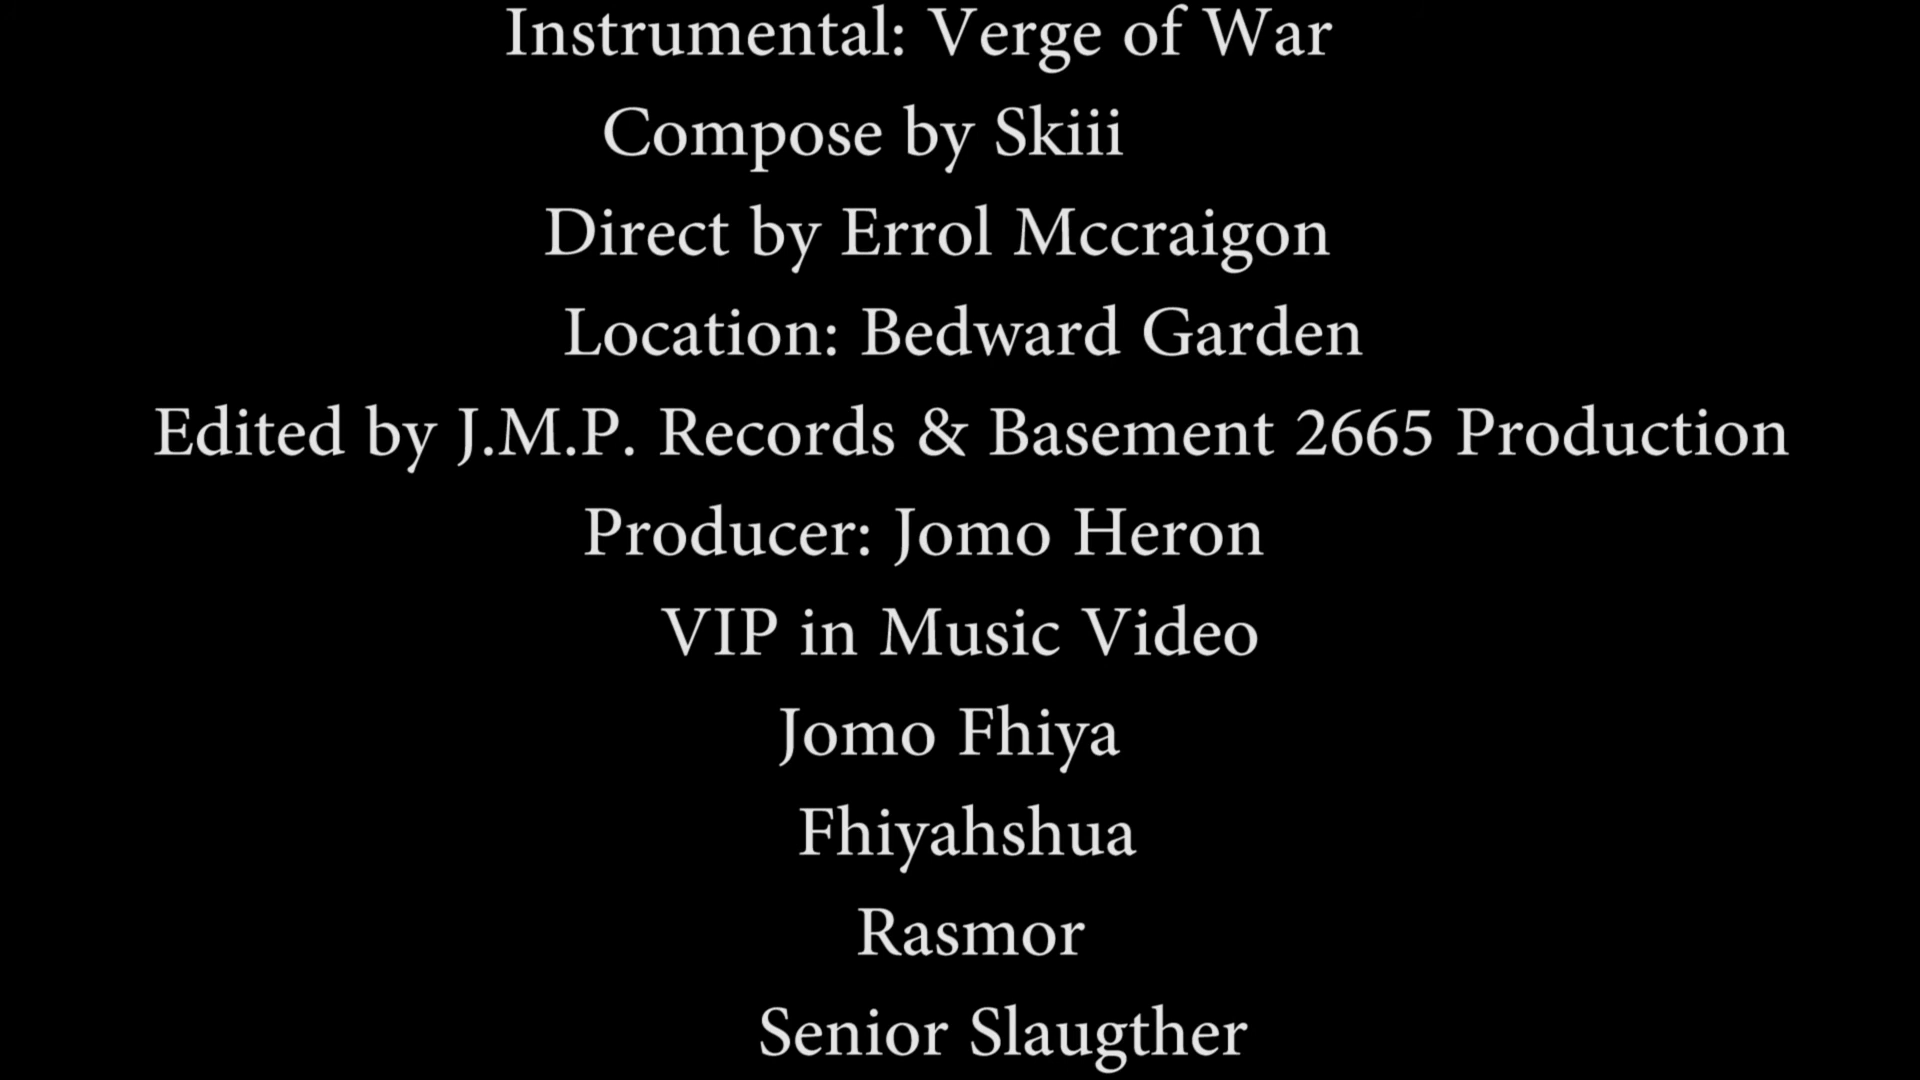 Instrumental: Verge of War
Compose by Skiii
Direct by Errol Mccraigon
Location: Bedward Garden
Edited by J.M.P. Records & Basement 2665 Production
Producer: Jomo Heron
VIP in Music Video
Jomo Fhiya
Fhiyahshua
Rasmor
Senior Slaugther